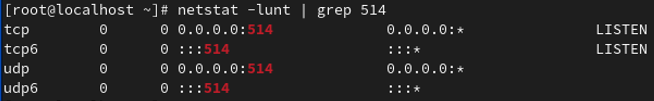 [root@localhost ~]# netstat -lunt | grep 514
tcp        0      0 0.0.0.0:514             0.0.0.0:*               LISTEN
tcp6       0      0 :::514                  :::*                    LISTEN
udp        0      0 0.0.0.0:514             0.0.0.0:*
udp6       0      0 :::514                  :::*